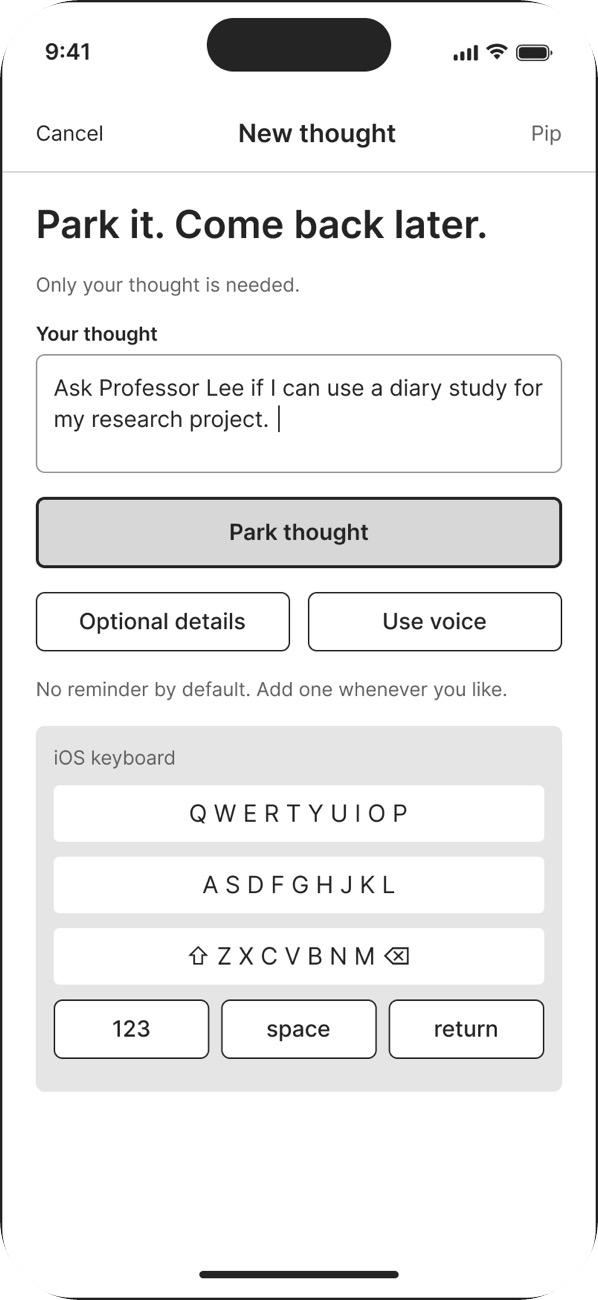 9:41
Cancel New thought Pip
Park it. Come back later.
Only your thought is needed.
Your thought
Ask Professor Lee if I can use a diary study for
my research project.
Park thought
Optional details Use voice
No reminder by default. Add one whenever you like.
iOS keyboard
Q W E R T Y U I O P
A S D F G H J K L
Z X C V B N M
123 space return